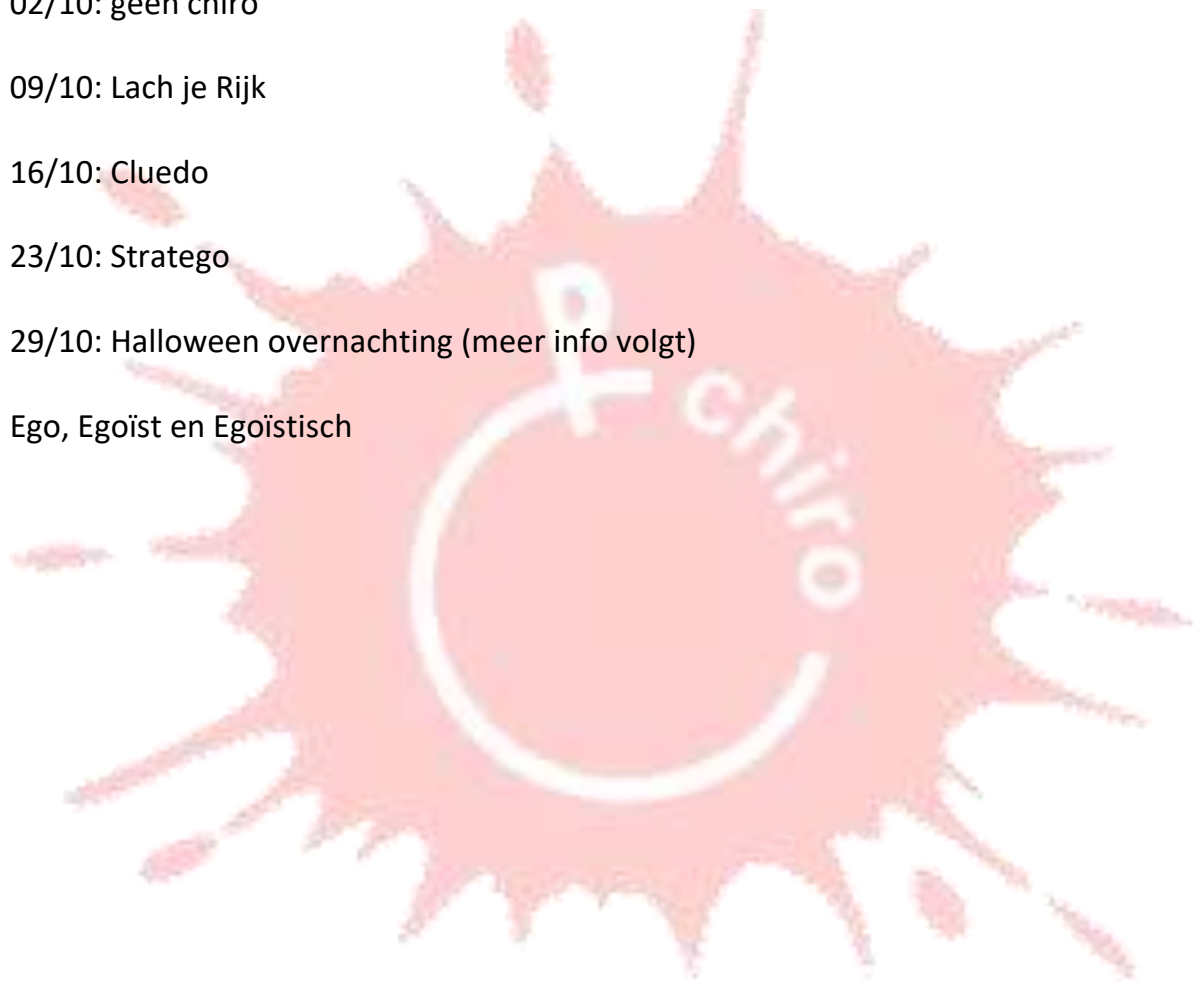 02/10: geen chiro
09/10: Lach je Rijk
16/10: Cluedo
23/10: Stratego
29/10: Halloween overnachting (meer info volgt)
Ego, Egoïst en Egoïstisch
chiro